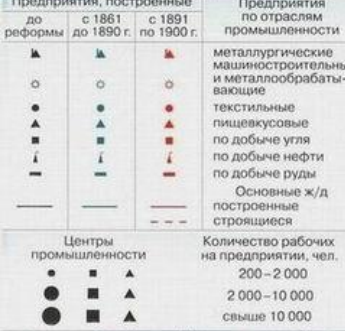 Предприятия, построенные
Предприятия
по отраслям
промышленности
до
реформы
с 1861
до 1890 г.
с 1891
по 1900 г.
металлургические
машиностроительн
и металлообрабаты-
вающие
текстильные
пищевкусовые
по добыче угля
по добыче нефти
по добыче руды
Основные ж/д
построенные
строящиеся
Центры
промышленности
Количество рабочих
на предприятии, чел.
200–2 000
2 000–10 000
свыше 10 000